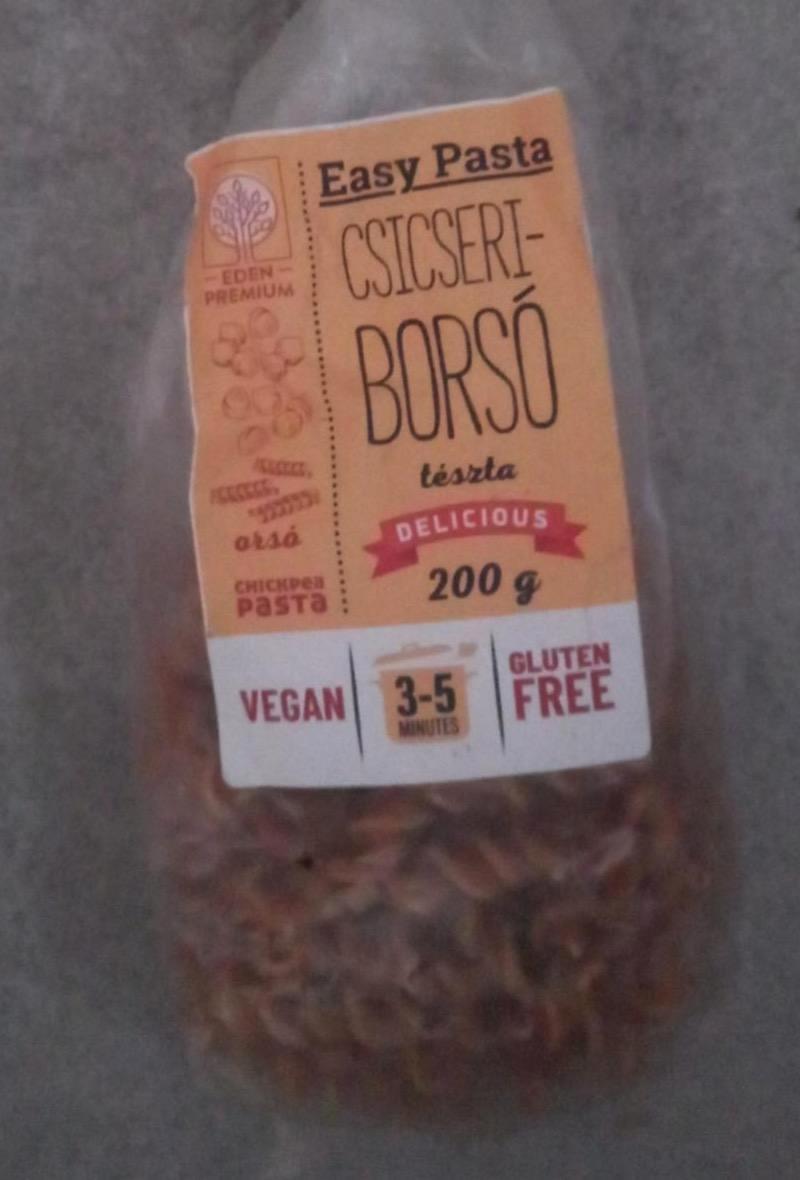 Easy Pasta
CSICSERI-
BORSÓ
tészta
DELICIOUS
200 g
EDEN
PREMIUM
orsó
CHICKPea
PaSTa
VEGAN
3-5
MINUTES
GLUTEN
FREE